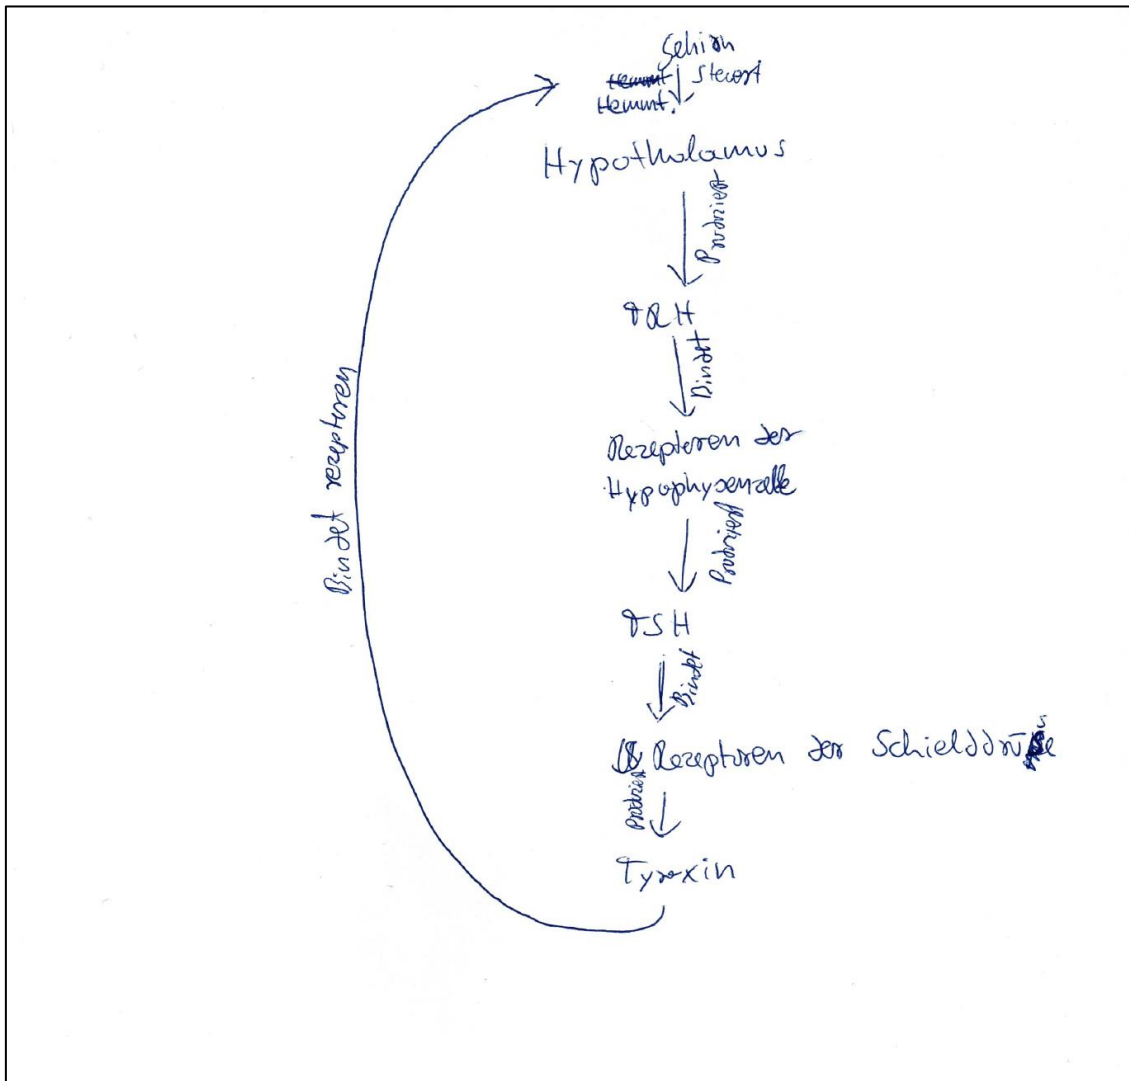 Gehirn
Hemmt Steuert
Hemmt.
Hypothalamus
Produziert
TRH
Bindet
Rezeptoren der
Hypophysenzelle
Produziert
TSH
Bindet
Rezeptoren der Schielddrüse
Produziert
Tyroxin
Bindet rezeptoren